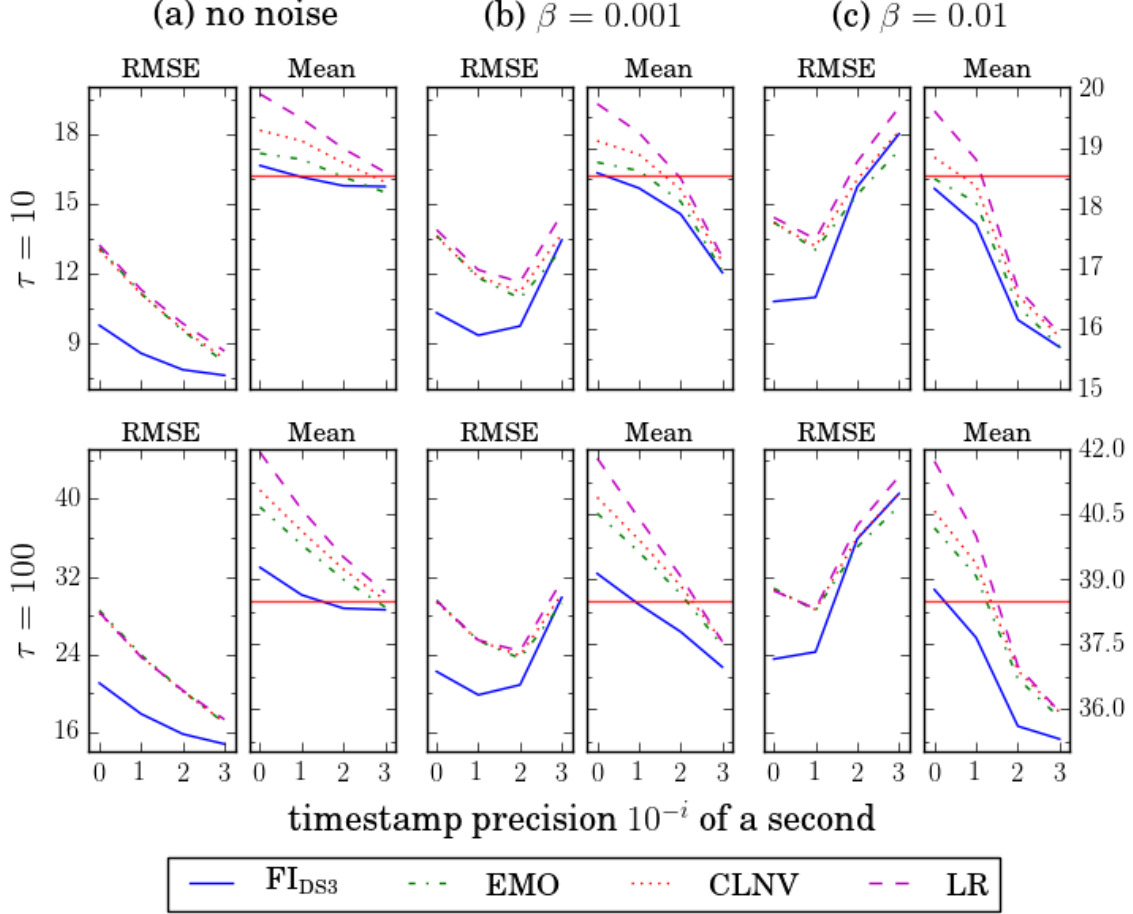 (a) no noise (b) β = 0.001 (c) β = 0.01
RMSE Mean RMSE Mean RMSE Mean
τ = 10
18
15
12
9
20
19
18
17
16
15
RMSE Mean RMSE Mean RMSE Mean
τ = 100
40
32
24
16
42.0
40.5
39.0
37.5
36.0
0 1 2 3 0 1 2 3 0 1 2 3 0 1 2 3 0 1 2 3 0 1 2 3
timestamp precision 10⁻ⁱ of a second
FI_DS3 EMO CLNV LR